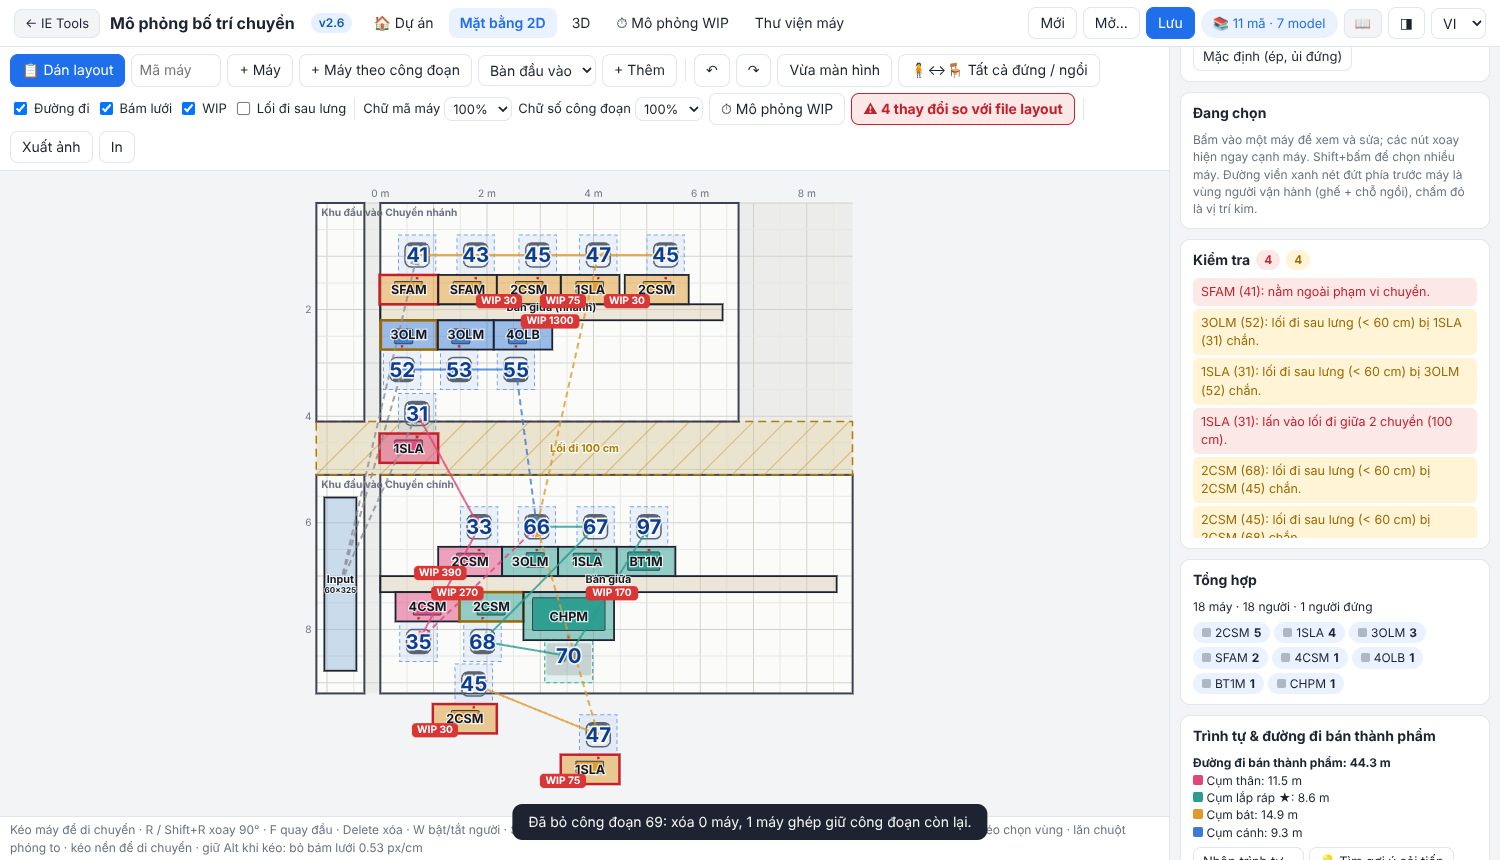 ← IE Tools
Mô phỏng bố trí chuyền
v2.6
🏠 Dự án
Mặt bằng 2D
3D
⏱ Mô phỏng WIP
Thư viện máy
Mới
Mở...
Lưu
📚 11 mã · 7 model
VI
📋 Dán layout
Mã máy
+ Máy
+ Máy theo công đoạn
Bàn đầu vào
+ Thêm
Vừa màn hình
Tất cả đứng / ngồi
Đường đi
Bám lưới
WIP
Lối đi sau lưng
Chữ mã máy
100%
Chữ số công đoạn
100%
⏱ Mô phỏng WIP
⚠ 4 thay đổi so với file layout
Xuất ảnh
In
0 m
2 m
4 m
6 m
8 m
Khu đầu vào
Chuyền nhánh
41
43
45
47
45
SFAM
SFAM
2CSM
1SLA
2CSM
WIP 30
WIP 75
WIP 30
2
Bàn giữa (nhánh)
WIP 1300
3OLM
3OLM
4OLB
52
53
55
4
31
1SLA
Lối đi 100 cm
Khu đầu vào
Chuyền chính
6
33
66
67
97
2CSM
3OLM
1SLA
BT1M
WIP 390
Bàn giữa
Input
60×325
WIP 270
WIP 170
4CSM
2CSM
CHPM
8
35
68
70
45
2CSM
WIP 30
47
1SLA
WIP 75
Mặc định (ép, ủi đứng)
Đang chọn
Bấm vào một máy để xem và sửa; các nút xoay
hiện ngay cạnh máy. Shift+bấm để chọn nhiều
máy. Đường viền xanh nét đứt phía trước máy là
vùng người vận hành (ghế + chỗ ngồi), chấm đỏ
là vị trí kim.
Kiểm tra
4
4
SFAM (41): nằm ngoài phạm vi chuyền.
3OLM (52): lối đi sau lưng (< 60 cm) bị 1SLA
(31) chắn.
1SLA (31): lối đi sau lưng (< 60 cm) bị 3OLM
(52) chắn.
1SLA (31): lấn vào lối đi giữa 2 chuyền (100
cm).
2CSM (68): lối đi sau lưng (< 60 cm) bị
2CSM (45) chắn.
2CSM (45): lối đi sau lưng (< 60 cm) bị
2CSM (68) chắn.
Tổng hợp
18 máy · 18 người · 1 người đứng
2CSM 5
1SLA 4
3OLM 3
SFAM 2
4CSM 1
4OLB 1
BT1M 1
CHPM 1
Trình tự & đường đi bán thành phẩm
Đường đi bán thành phẩm: 44.3 m
Cụm thân: 11.5 m
Cụm lắp ráp ★: 8.6 m
Cụm bát: 14.9 m
Cụm cánh: 9.3 m
Kéo máy để di chuyển · R / Shift+R xoay 90° · F quay đầu · Delete xóa · W bật/tắt người ·
kéo chọn vùng · lăn chuột
phóng to · kéo nền để di chuyển · giữ Alt khi kéo: bỏ bám lưới 0.53 px/cm
Đã bỏ công đoạn 69: xóa 0 máy, 1 máy ghép giữ công đoạn còn lại.